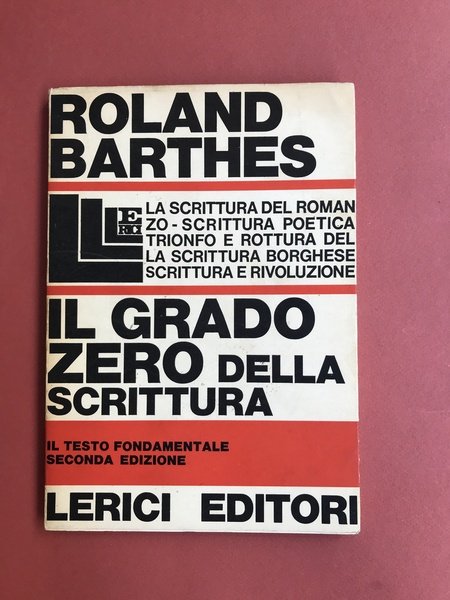 ROLAND
BARTHES
LERICI
LA SCRITTURA DEL ROMAN
ZO - SCRITTURA POETICA
TRIONFO E ROTTURA DEL
LA SCRITTURA BORGHESE
SCRITTURA E RIVOLUZIONE
IL GRADO
ZERO DELLA
SCRITTURA
IL TESTO FONDAMENTALE
SECONDA EDIZIONE
LERICI EDITORI